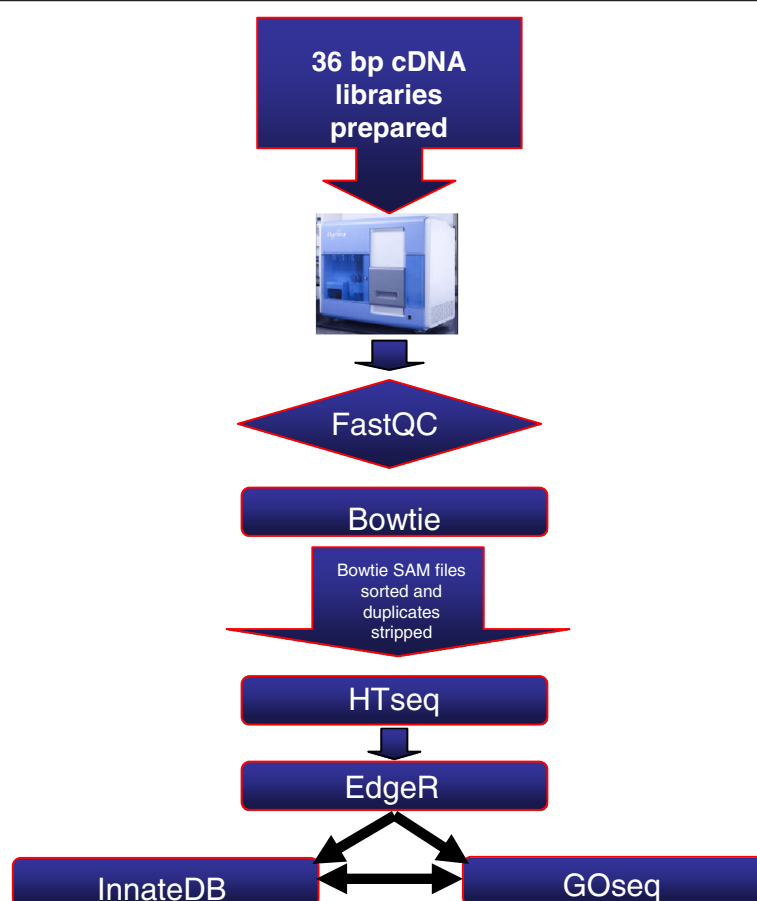 36 bp cDNA
libraries
prepared
FastQC
Bowtie
Bowtie SAM files
sorted and
duplicates
stripped
HTseq
EdgeR
InnateDB
GOseq